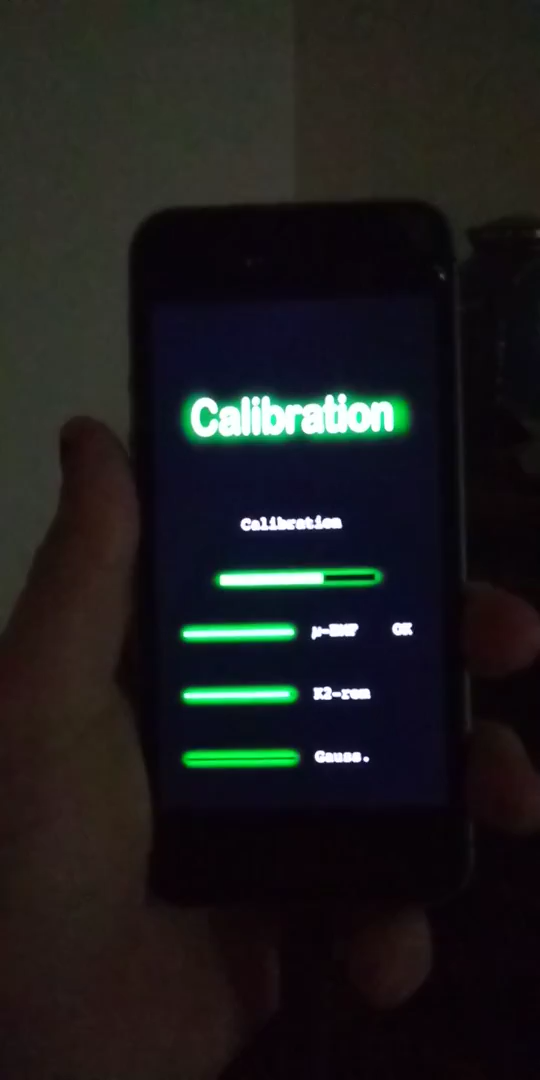 Calibration
Calibration
μ-EMF OK
K2-rem
Gauss.